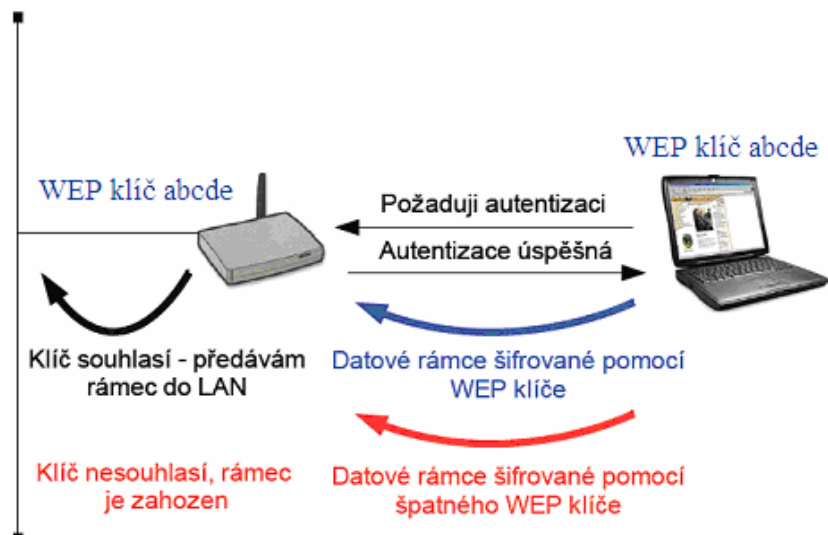 WEP klíč abcde
WEP klíč abcde
Požaduji autentizaci
Autentizace úspěšná
Klíč souhlasí - předávám
rámec do LAN
Datové rámce šifrované pomocí
WEP klíče
Klíč nesouhlasí, rámec
je zahozen
Datové rámce šifrované pomocí
špatného WEP klíče